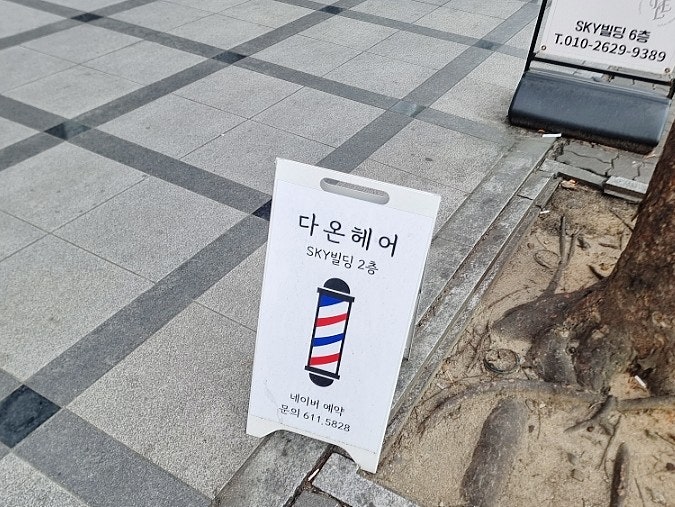 SKY빌딩 6층
T.010-2629-9389
다온헤어
SKY빌딩 2층
네이버 예약
문의 611.5828